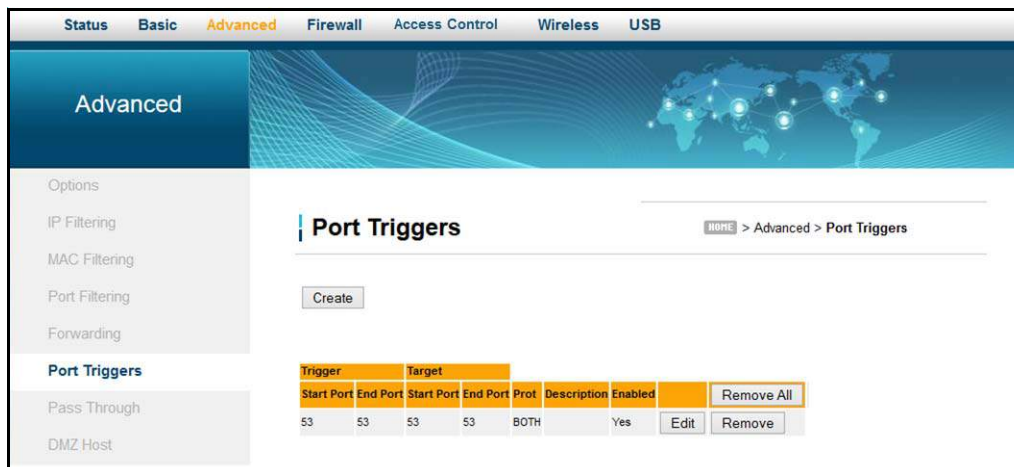 Status Basic Advanced Firewall Access Control Wireless USB
Advanced
Options
IP Filtering
MAC Filtering
Port Filtering
Forwarding
Port Triggers
Pass Through
DMZ Host
Port Triggers
HOME > Advanced > Port Triggers
Create
Trigger Target
Start Port End Port Start Port End Port Prot Description Enabled Remove All
53 53 53 53 BOTH Yes Edit Remove